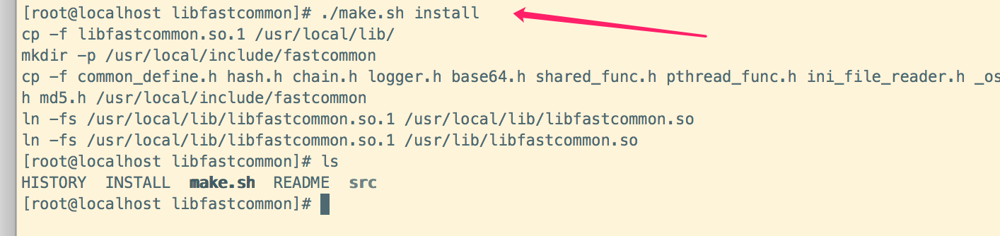 [root@localhost libfastcommon]# ./make.sh install
cp -f libfastcommon.so.1 /usr/local/lib/
mkdir -p /usr/local/include/fastcommon
cp -f common_define.h hash.h chain.h logger.h base64.h shared_func.h pthread_func.h ini_file_reader.h _os
h md5.h /usr/local/include/fastcommon
ln -fs /usr/local/lib/libfastcommon.so.1 /usr/local/lib/libfastcommon.so
ln -fs /usr/local/lib/libfastcommon.so.1 /usr/lib/libfastcommon.so
[root@localhost libfastcommon]# ls
HISTORY  INSTALL  make.sh  README  src
[root@localhost libfastcommon]#